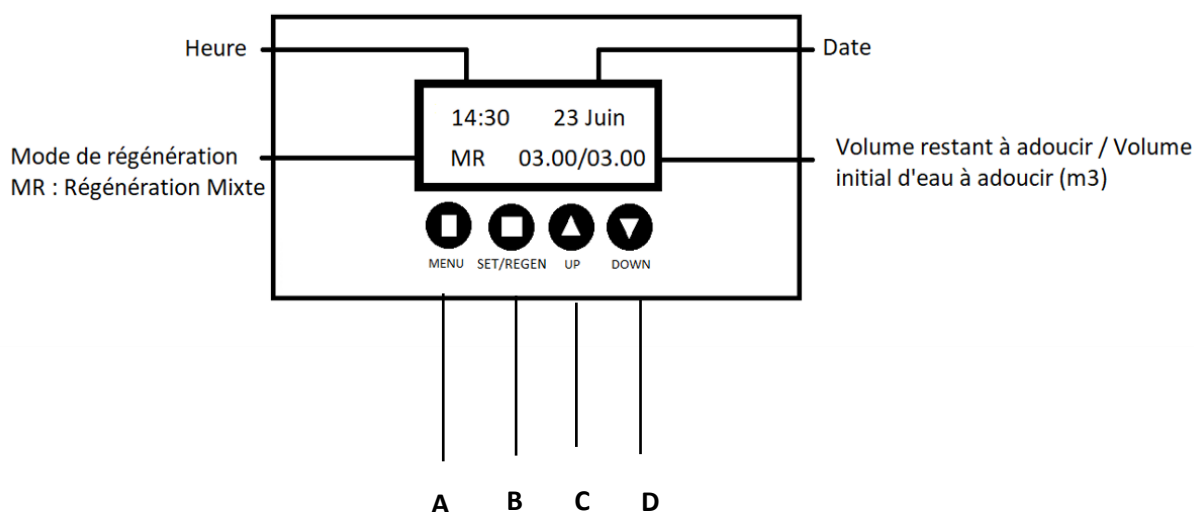 Heure
Date
14:30 23 Juin
MR 03.00/03.00
Mode de régénération
MR : Régénération Mixte
Volume restant à adoucir / Volume
initial d'eau à adoucir (m3)
MENU SET/REGEN UP DOWN
A B C D